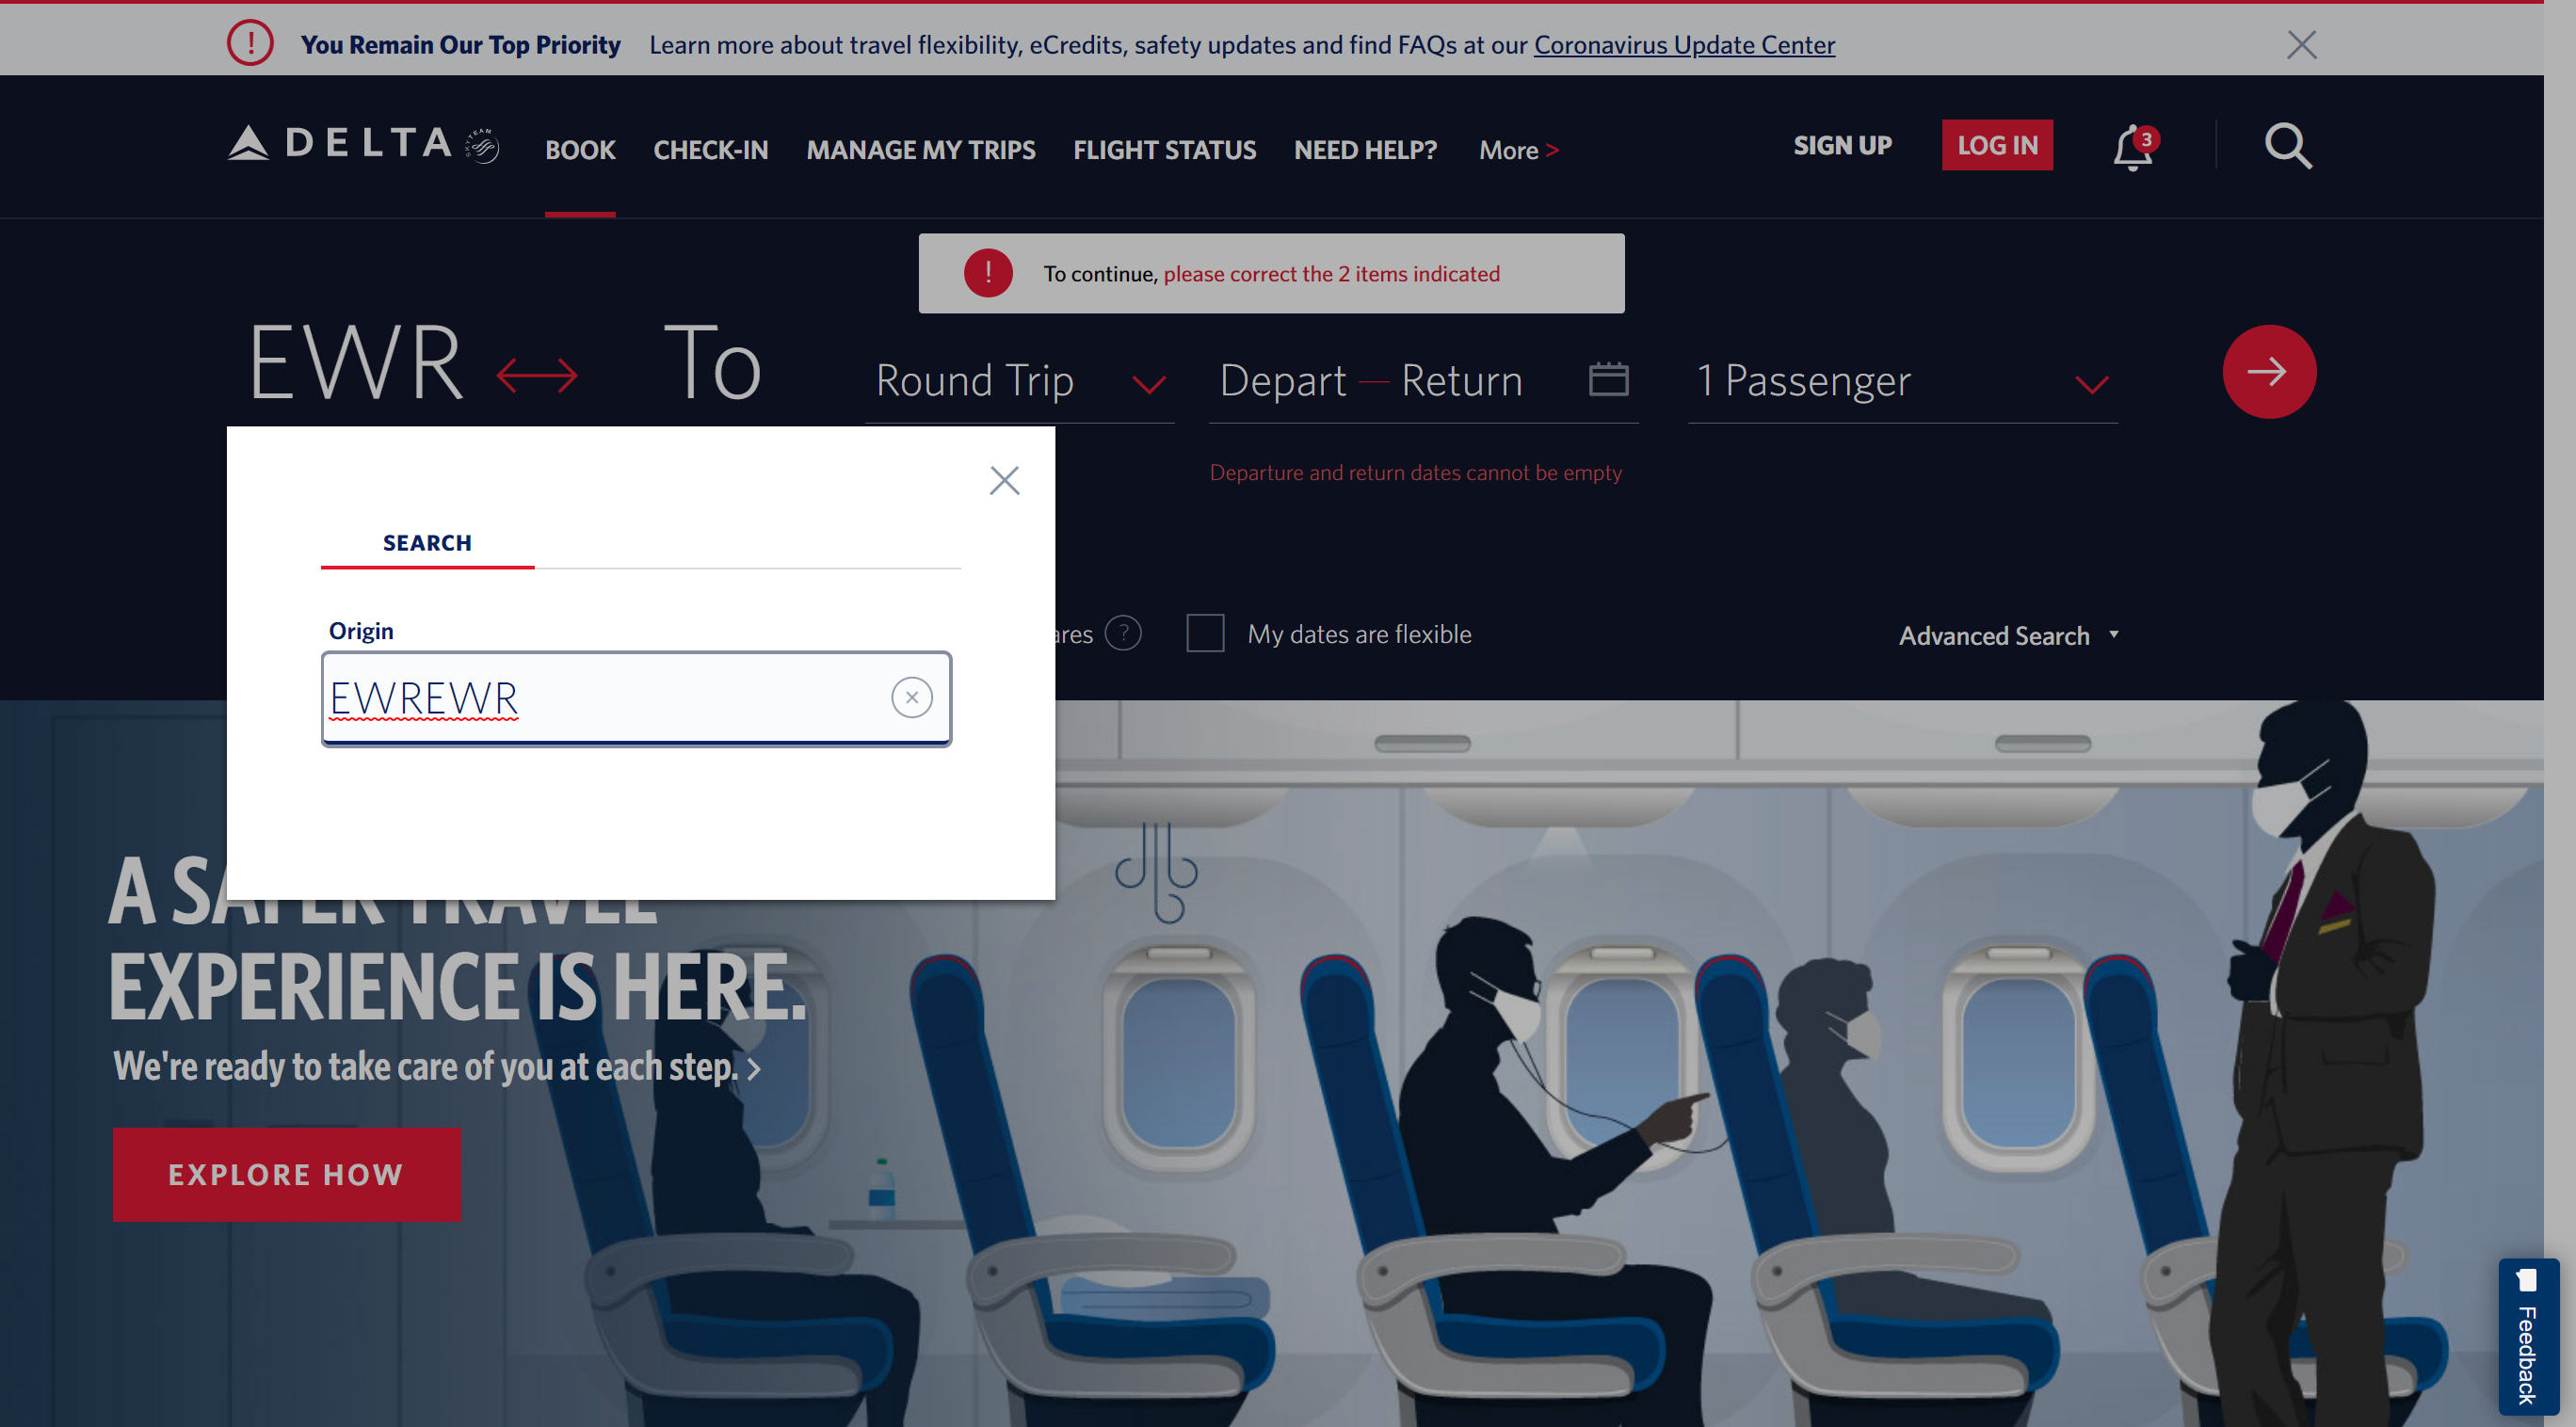 You Remain Our Top Priority Learn more about travel flexibility, eCredits, safety updates and find FAQs at our Coronavirus Update Center
DELTA SKYTEAM BOOK CHECK-IN MANAGE MY TRIPS FLIGHT STATUS NEED HELP? More > SIGN UP LOG IN 3
To continue, please correct the 2 items indicated
EWR To Round Trip Depart — Return 1 Passenger
Departure and return dates cannot be empty
SEARCH
Origin
EWREWR
? My dates are flexible Advanced Search
EXPERIENCE IS HERE.
We're ready to take care of you at each step. >
EXPLORE HOW
Feedback